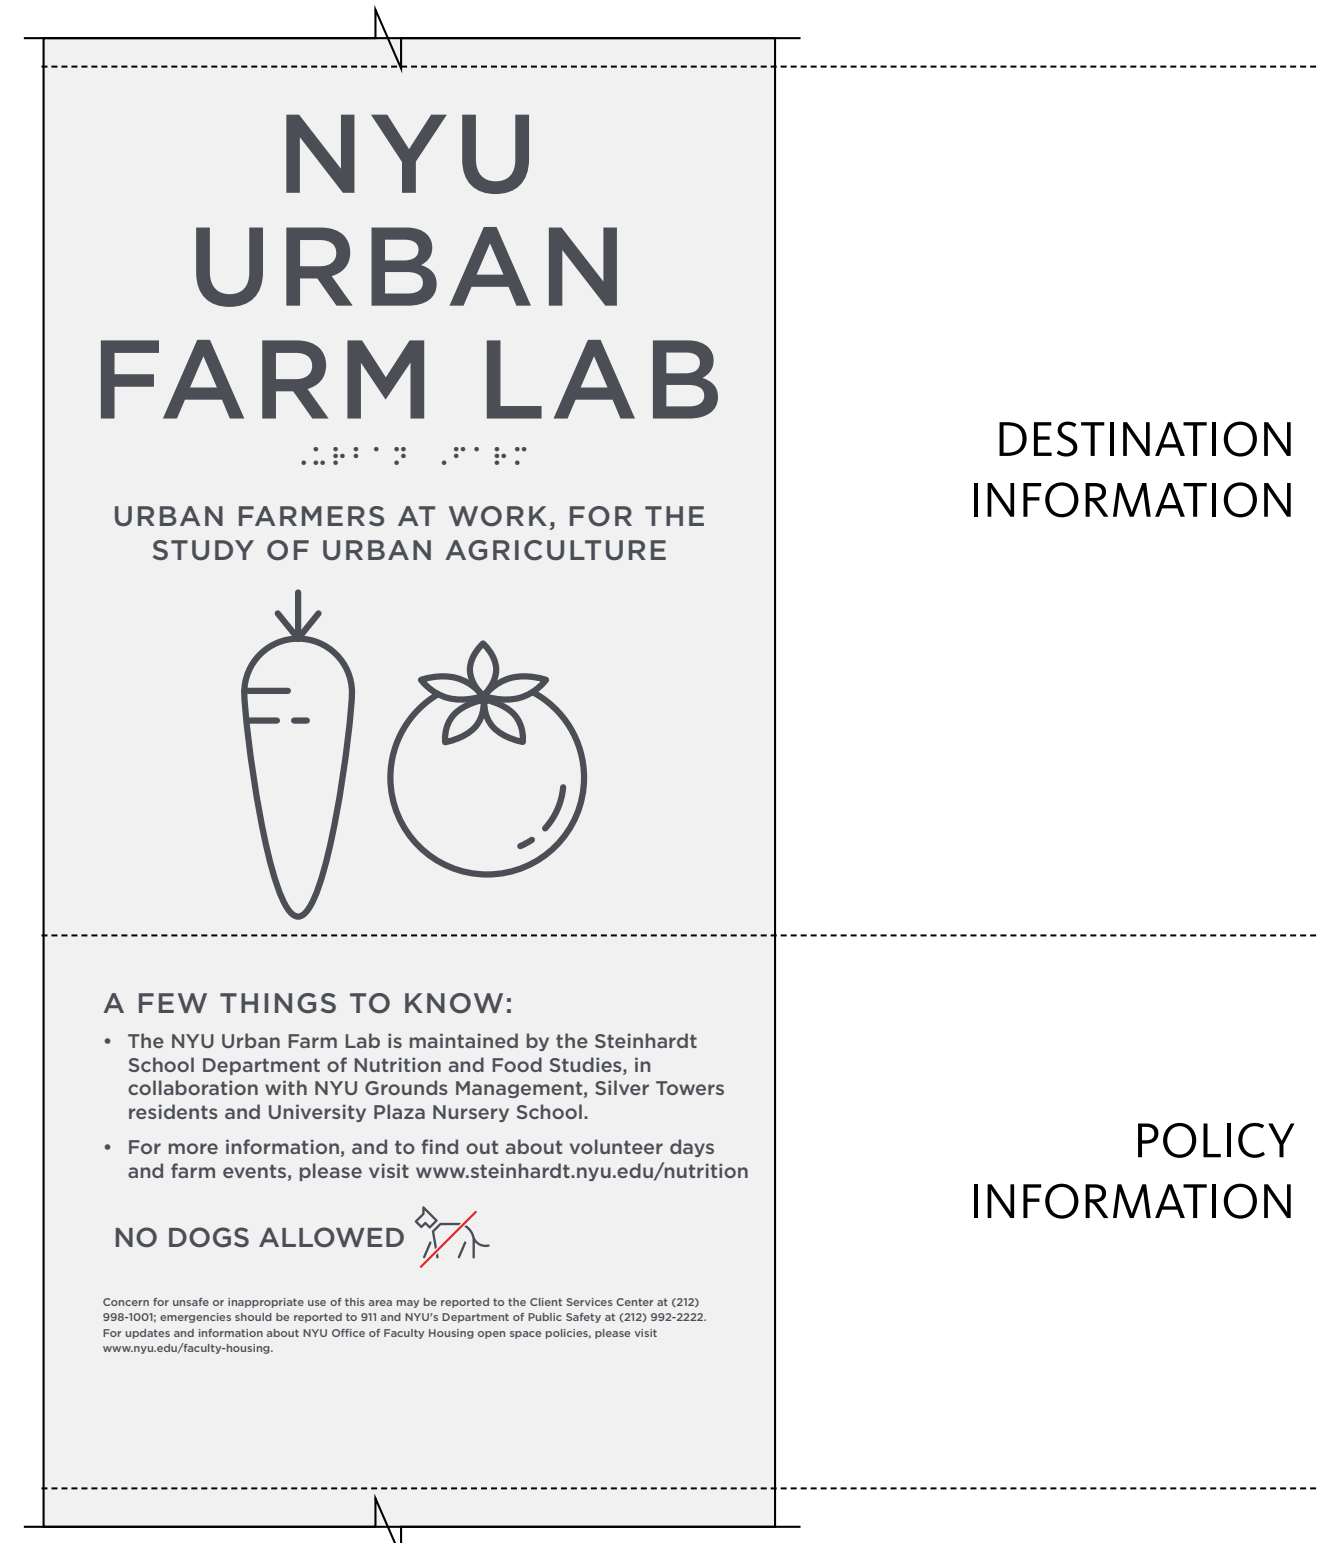 NYU
URBAN
FARM LAB
⠠⠥⠗⠃⠁⠝ ⠠⠋⠁⠗⠍
URBAN FARMERS AT WORK, FOR THE
STUDY OF URBAN AGRICULTURE
DESTINATION
INFORMATION
A FEW THINGS TO KNOW:
• The NYU Urban Farm Lab is maintained by the Steinhardt
School Department of Nutrition and Food Studies, in
collaboration with NYU Grounds Management, Silver Towers
residents and University Plaza Nursery School.
• For more information, and to find out about volunteer days
and farm events, please visit www.steinhardt.nyu.edu/nutrition
NO DOGS ALLOWED
Concern for unsafe or inappropriate use of this area may be reported to the Client Services Center at (212)
998-1001; emergencies should be reported to 911 and NYU's Department of Public Safety at (212) 992-2222.
For updates and information about NYU Office of Faculty Housing open space policies, please visit
www.nyu.edu/faculty-housing.
POLICY
INFORMATION